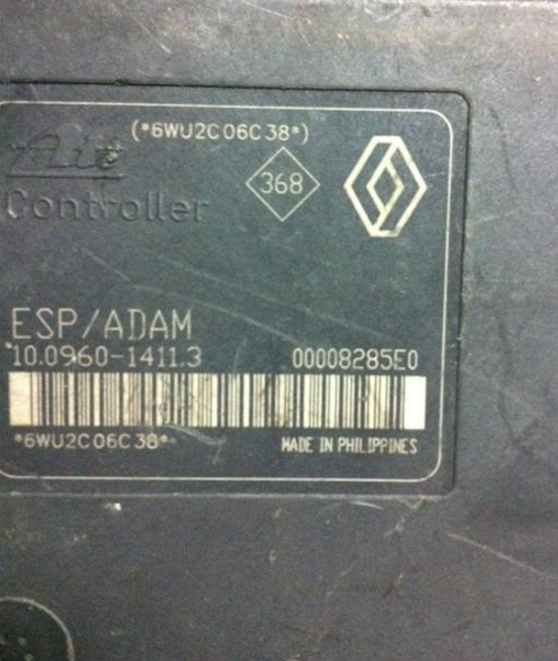 (*6WU2C06C38*)
Ate
368
Controller
ESP/ADAM
10.0960-1411.3 00008285E0
*6WU2C06C38*
MADE IN PHILIPPINES